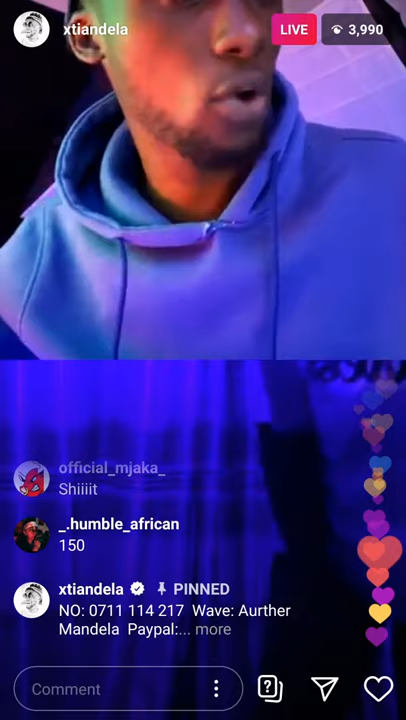 xtiandela
LIVE
3,990
official_mjaka_
Shiiiit
_.humble_african
150
xtiandela PINNED
NO: 0711 114 217 Wave: Aurther
Mandela Paypal:... more
Comment